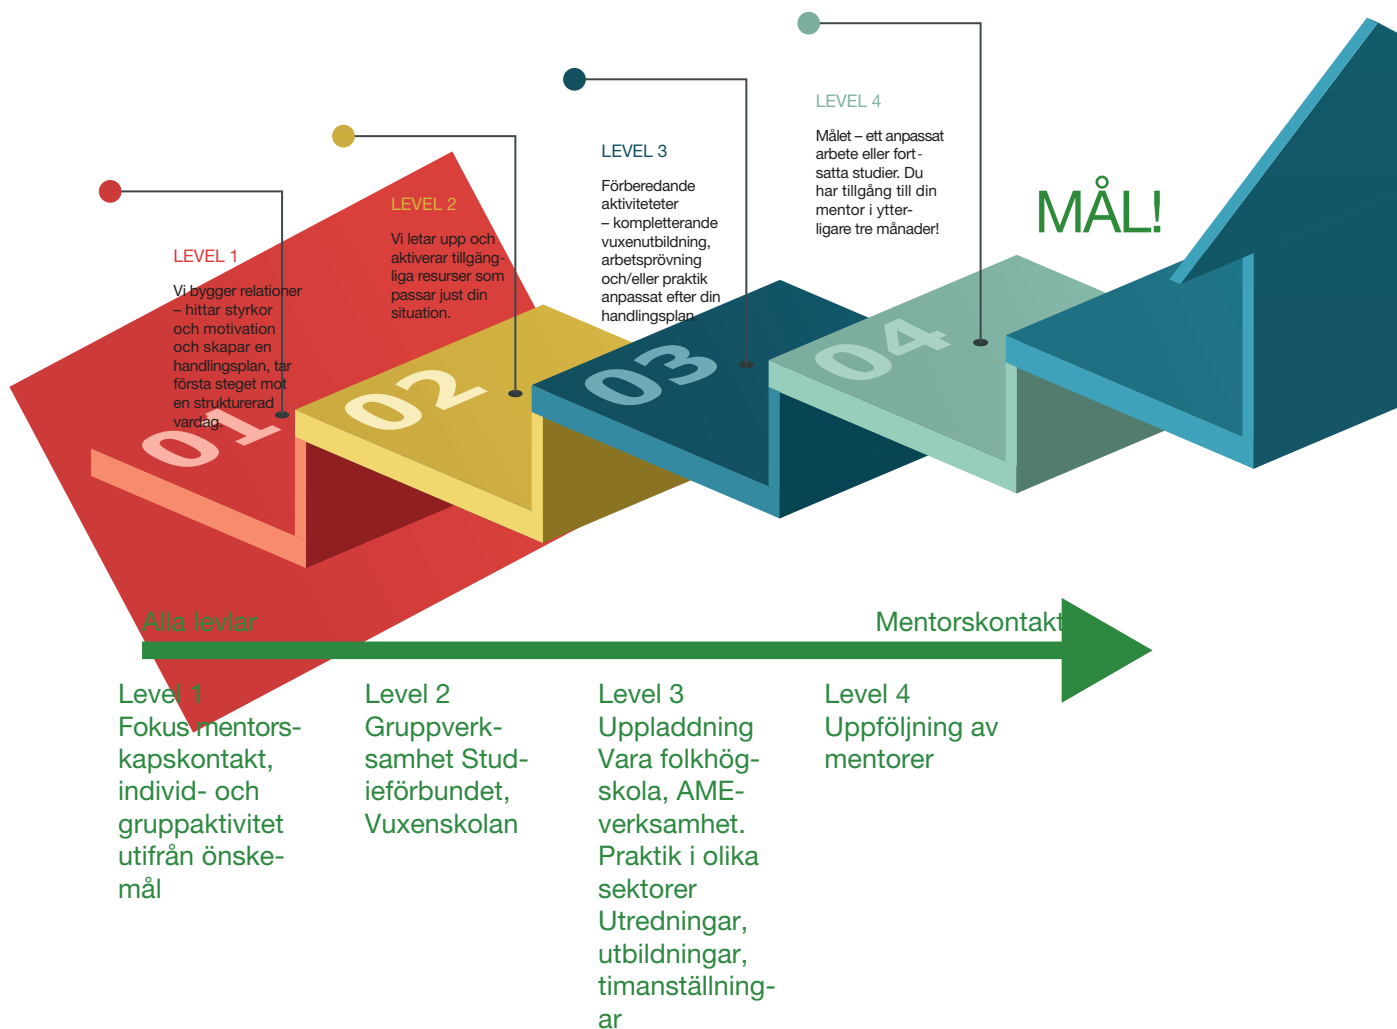 LEVEL 1
Vi bygger relationer
– hittar styrkor
och motivation
och skapar en
handlingsplan, tar
första steget mot
en strukturerad
vardag.
LEVEL 2
Vi letar upp och
aktiverar tillgäng-
liga resurser som
passar just din
situation.
LEVEL 3
Förberedande
aktiviteteter
– kompletterande
vuxenutbildning,
arbetsprövning
och/eller praktik
anpassat efter din
handlingsplan.
LEVEL 4
Målet – ett anpassat
arbete eller fort-
satta studier. Du
har tillgång till din
mentor i ytter-
ligare tre månader!
MÅL!
01
02
03
04
Alla levlar
Mentorskontakt
Level 1
Fokus mentors-
kapskontakt,
individ- och
gruppaktivitet
utifrån önske-
mål
Level 2
Gruppverk-
samhet Stud-
ieförbundet,
Vuxenskolan
Level 3
Uppladdning
Vara folkhög-
skola, AME-
verksamhet.
Praktik i olika
sektorer
Utredningar,
utbildningar,
timanställning-
ar
Level 4
Uppföljning av
mentorer